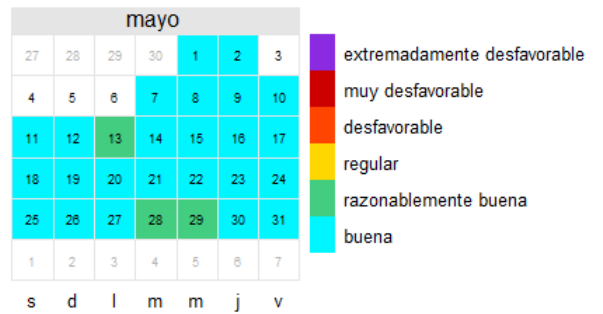 mayo
27 28 29 30 1 2 3
4 5 6 7 8 9 10
11 12 13 14 15 16 17
18 19 20 21 22 23 24
25 26 27 28 29 30 31
1 2 3 4 5 6 7
s d l m m j v
extremadamente desfavorable
muy desfavorable
desfavorable
regular
razonablemente buena
buena